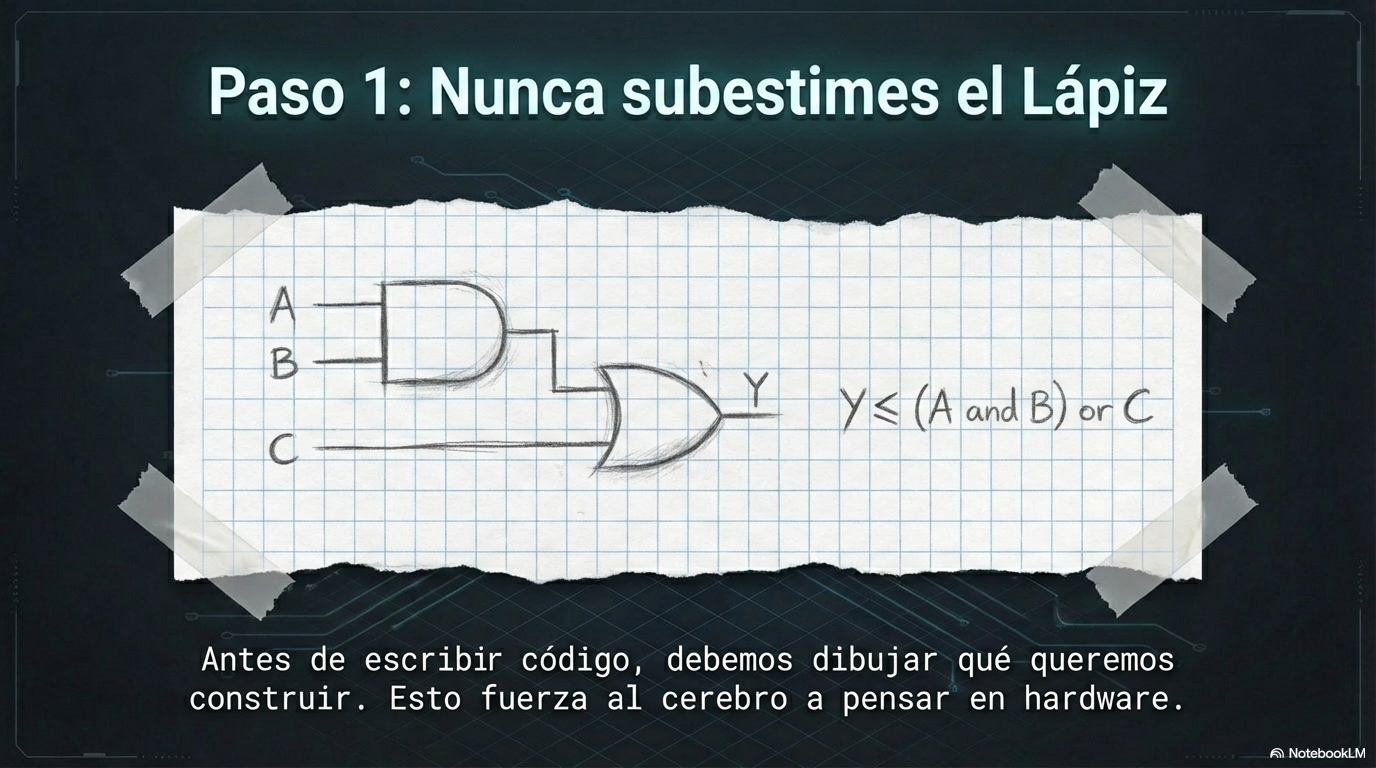 Paso 1: Nunca subestimes el Lápiz
A
B
C
Y
Y ≤ (A and B) or C
Antes de escribir código, debemos dibujar qué queremos
construir. Esto fuerza al cerebro a pensar en hardware.
NotebookLM